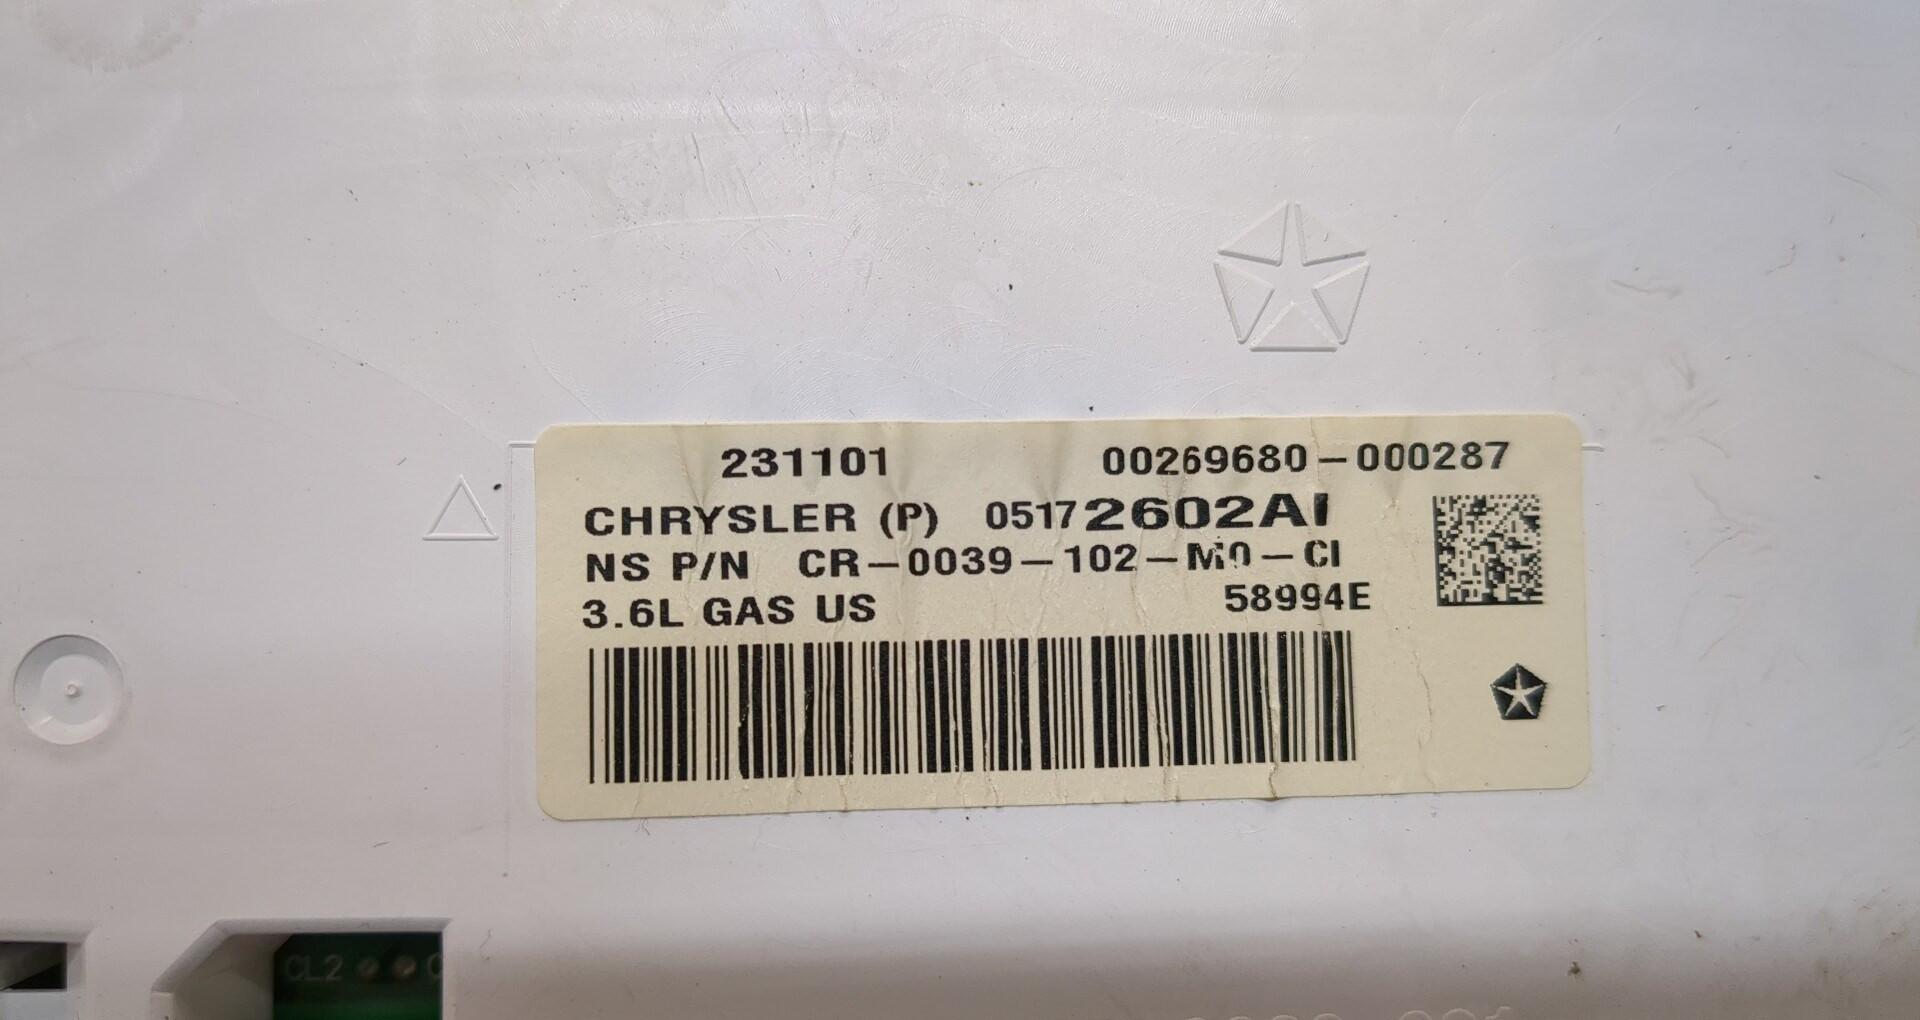 231101 00269680-000287
CHRYSLER (P) 05172602AI
NS P/N CR-0039-102-M0-CI
3.6L GAS US 58994E
CL2